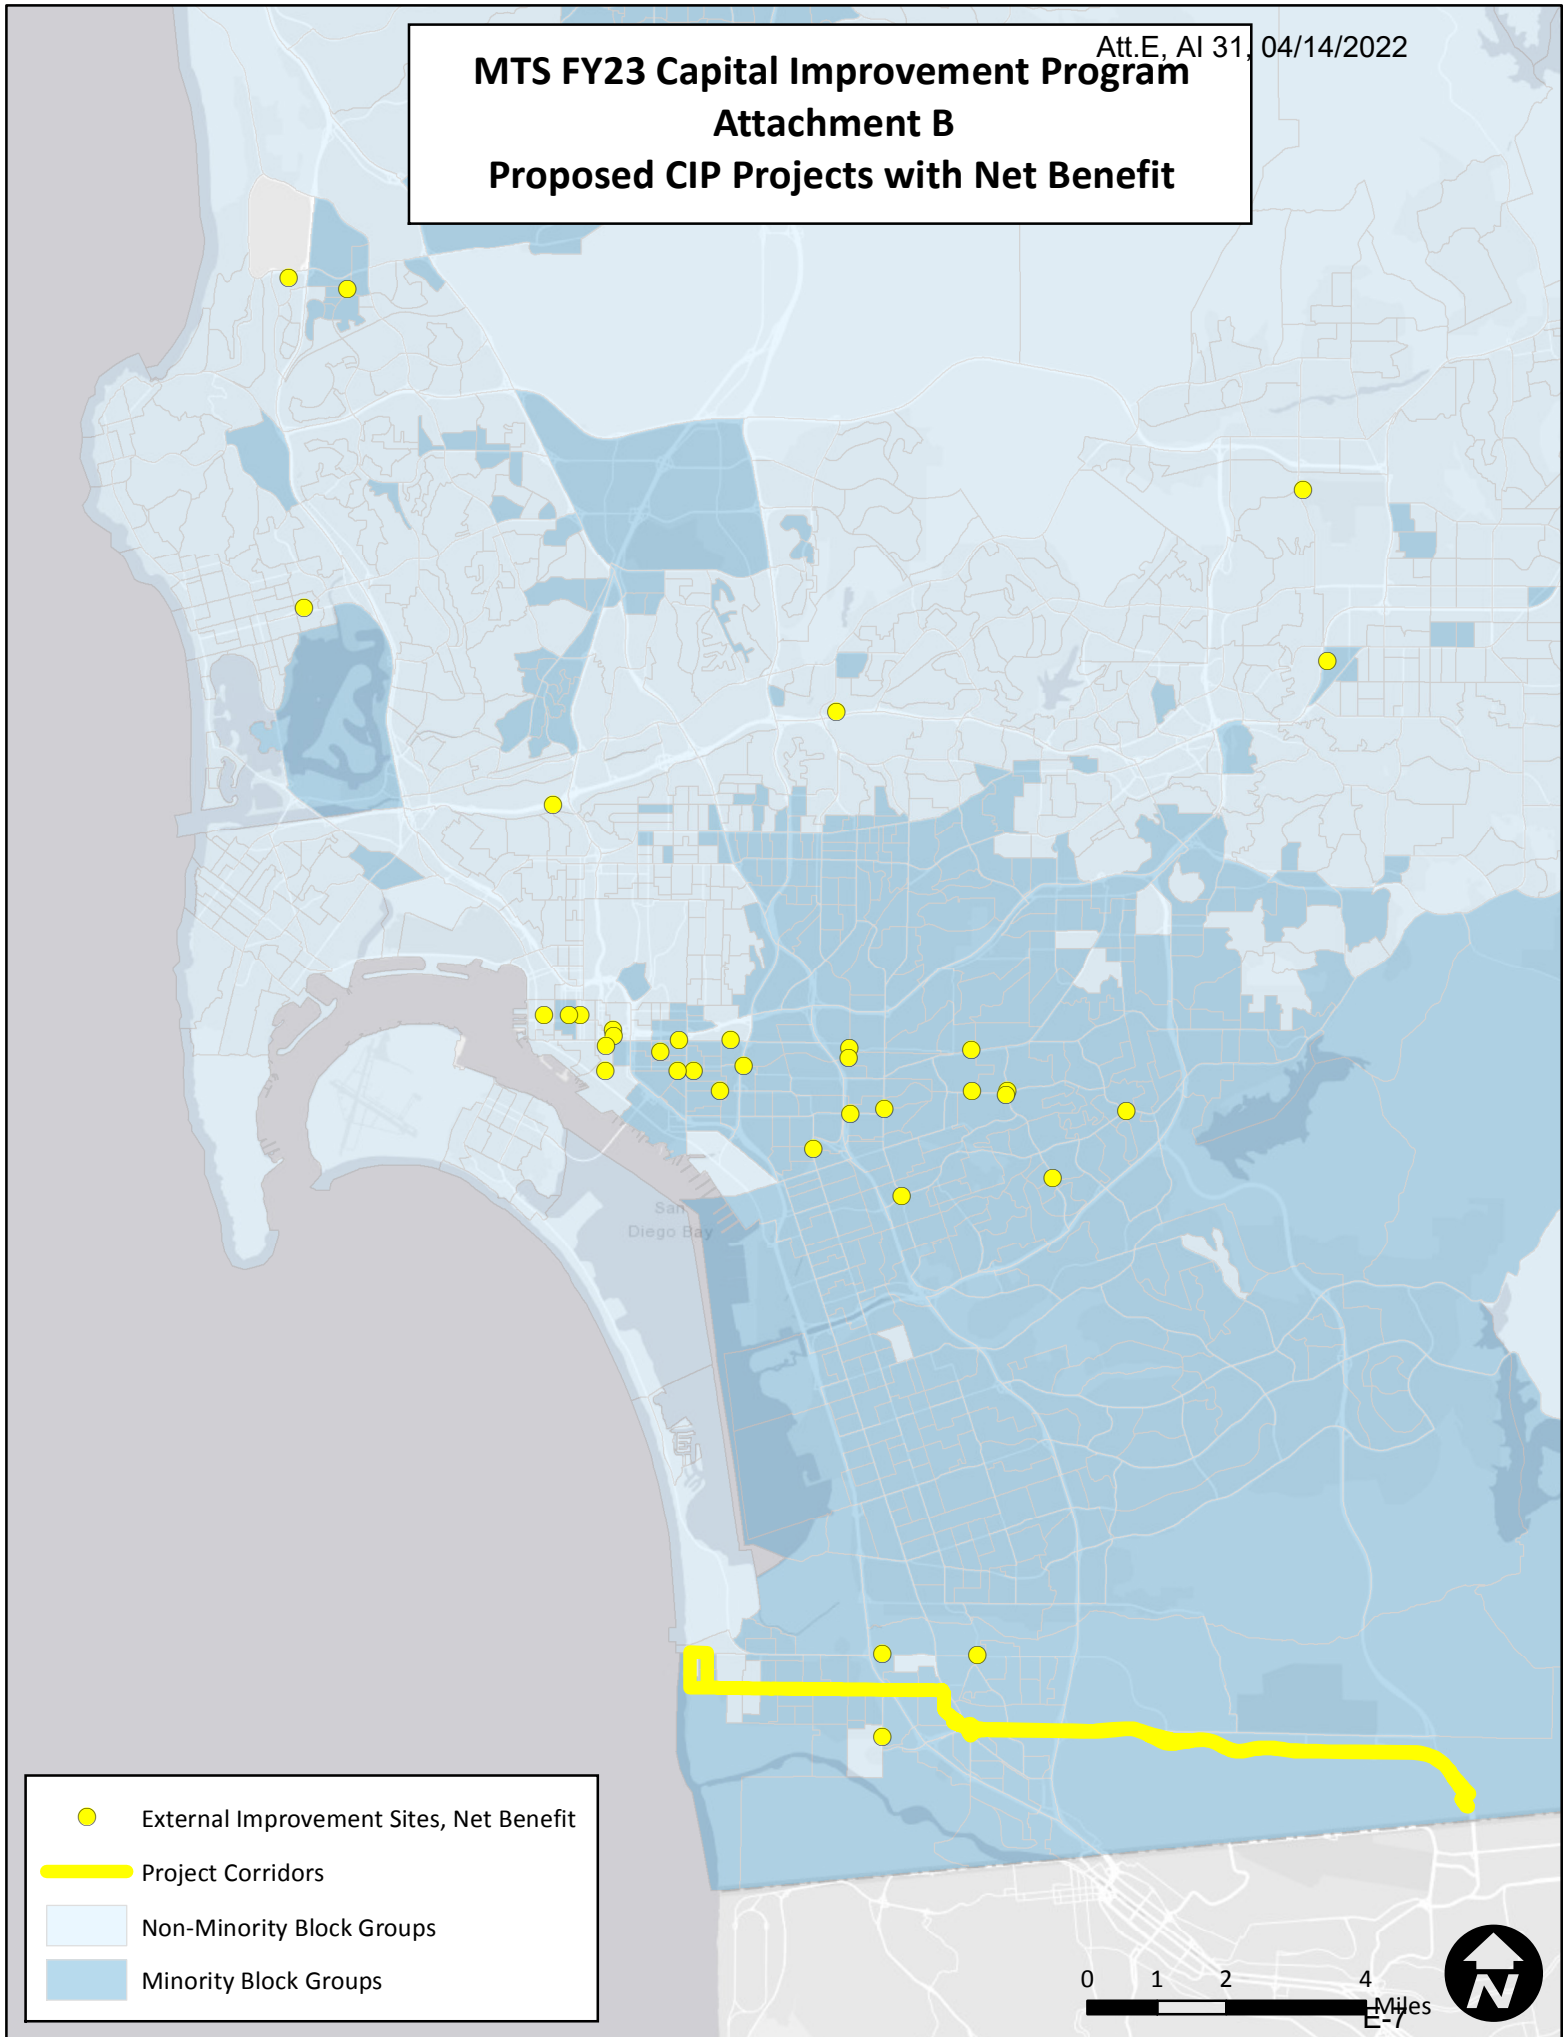 Att.E, AI 31, 04/14/2022
MTS FY23 Capital Improvement Program
Attachment B
Proposed CIP Projects with Net Benefit
San
Diego Bay
External Improvement Sites, Net Benefit
Project Corridors
Non-Minority Block Groups
Minority Block Groups
0 1 2 4
Miles
E-7
N